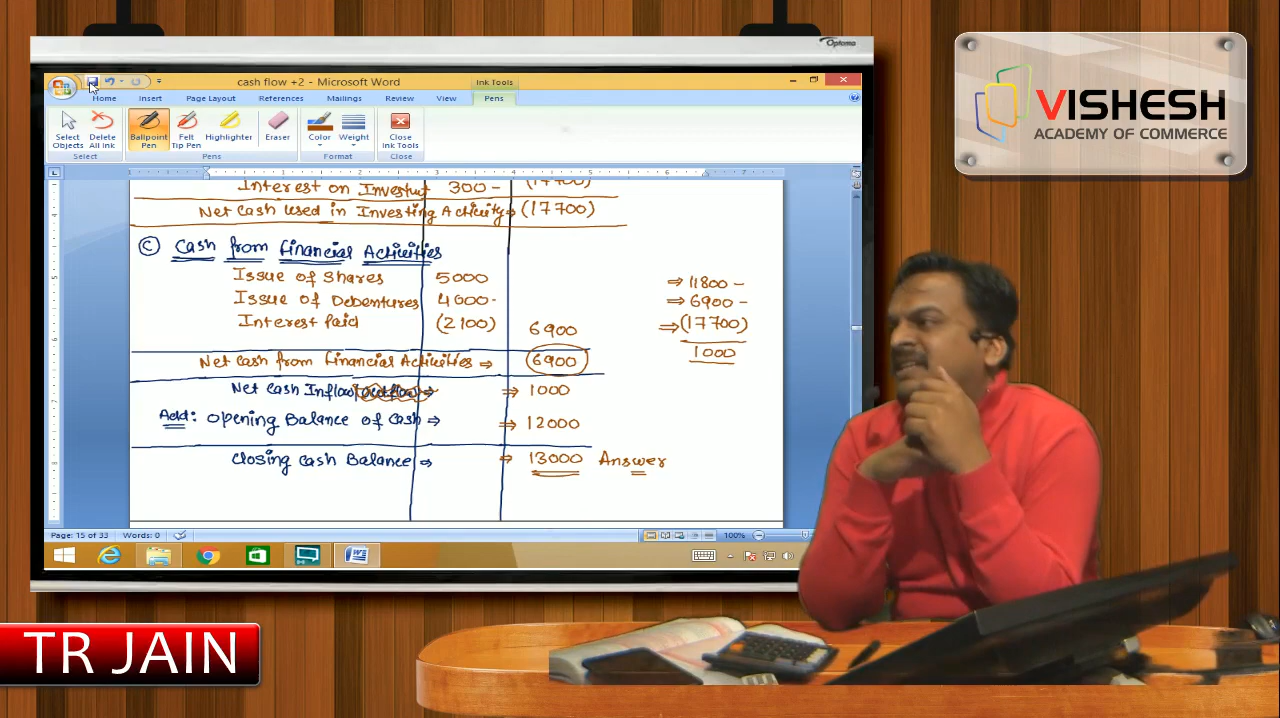 Optoma
cash flow +2 - Microsoft Word
Ink Tools
Home Insert Page Layout References Mailings Review View Pens
Select Objects
Delete All Ink
Ballpoint Pen
Felt Tip Pen
Highlighter
Eraser
Color
Weight
Close Ink Tools
Select Pens Format Close
Interest on Investmt 300 - (17700)
Net Cash Used in Investing Activity⇒ (17700)
© Cash from Financial Activities
Issue of Shares 5000
Issue of Debentures 4000-
Interest Paid (2100) 6900
Net Cash from Financial Activities ⇒ 6900
⇒ 11800 -
⇒ 6900 -
⇒ (17700)
1000
Net Cash Inflow/outflow ⇒ ⇒ 1000
Add: Opening Balance of Cash ⇒ ⇒ 12000
Closing Cash Balance ⇒ ⇒ 13000 Answer
Page: 15 of 33 Words: 0 100%
VISHESH
ACADEMY OF COMMERCE
TR JAIN